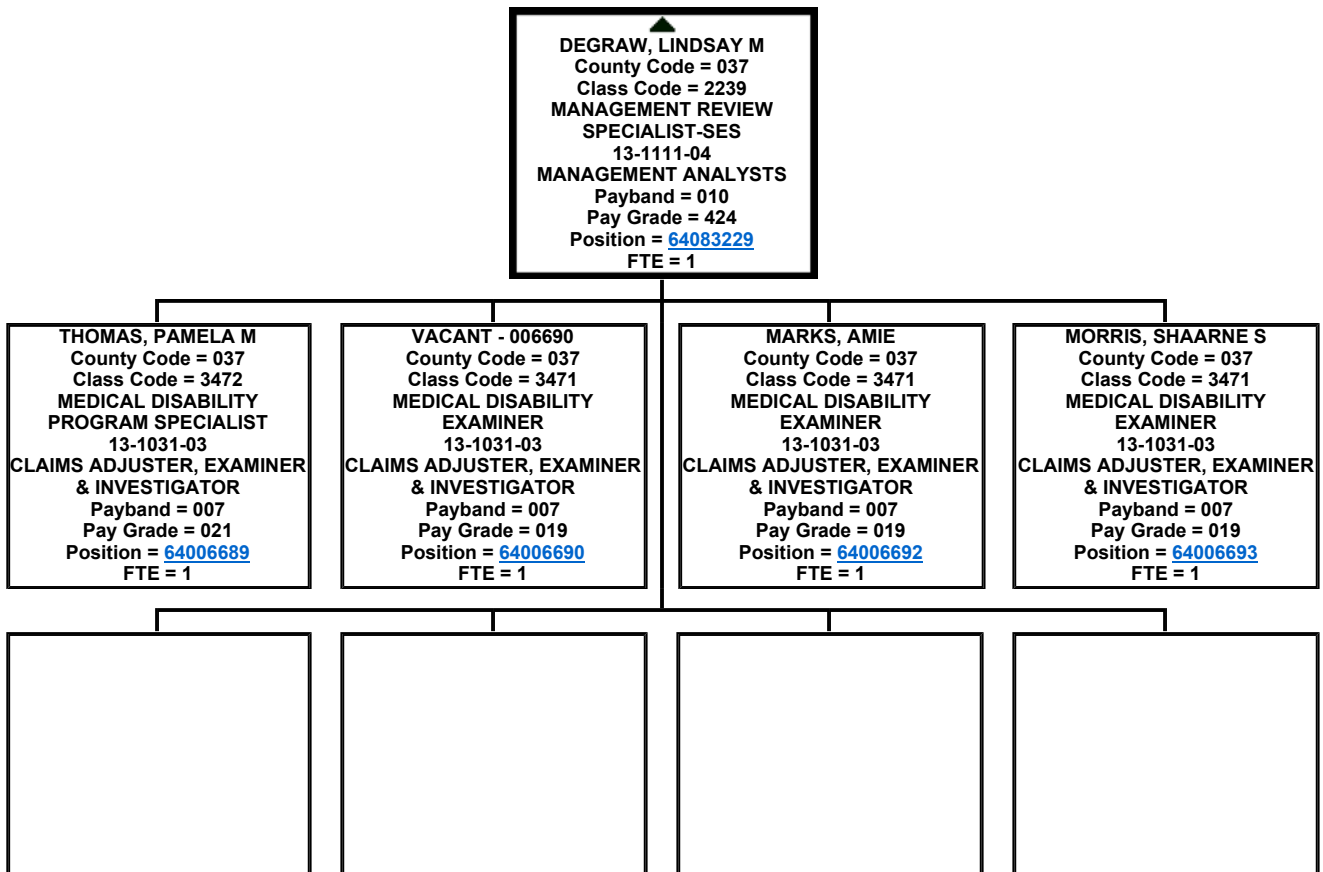 DEGRAW, LINDSAY M
County Code = 037
Class Code = 2239
MANAGEMENT REVIEW
SPECIALIST-SES
13-1111-04
MANAGEMENT ANALYSTS
Payband = 010
Pay Grade = 424
Position = 64083229
FTE = 1
THOMAS, PAMELA M
County Code = 037
Class Code = 3472
MEDICAL DISABILITY
PROGRAM SPECIALIST
13-1031-03
CLAIMS ADJUSTER, EXAMINER
& INVESTIGATOR
Payband = 007
Pay Grade = 021
Position = 64006689
FTE = 1
VACANT - 006690
County Code = 037
Class Code = 3471
MEDICAL DISABILITY
EXAMINER
13-1031-03
CLAIMS ADJUSTER, EXAMINER
& INVESTIGATOR
Payband = 007
Pay Grade = 019
Position = 64006690
FTE = 1
MARKS, AMIE
County Code = 037
Class Code = 3471
MEDICAL DISABILITY
EXAMINER
13-1031-03
CLAIMS ADJUSTER, EXAMINER
& INVESTIGATOR
Payband = 007
Pay Grade = 019
Position = 64006692
FTE = 1
MORRIS, SHAARNE S
County Code = 037
Class Code = 3471
MEDICAL DISABILITY
EXAMINER
13-1031-03
CLAIMS ADJUSTER, EXAMINER
& INVESTIGATOR
Payband = 007
Pay Grade = 019
Position = 64006693
FTE = 1